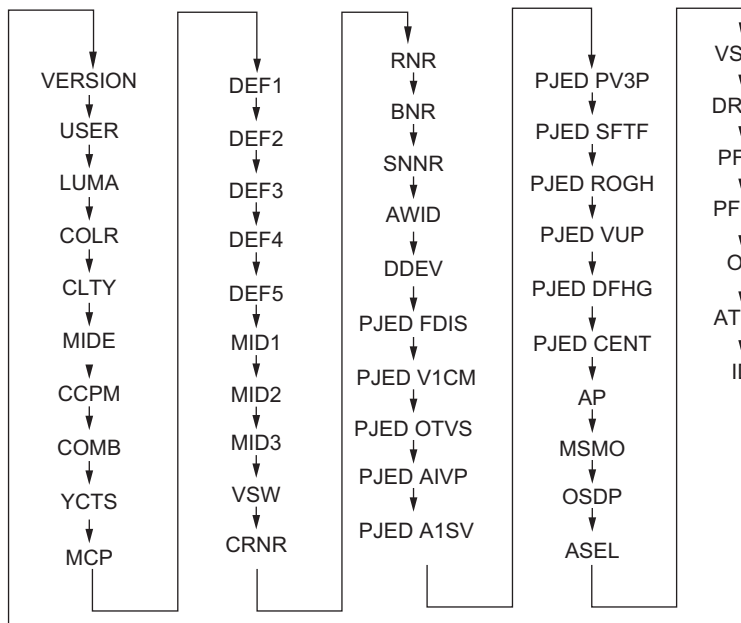 VERSION
USER
LUMA
COLR
CLTY
MIDE
CCPM
COMB
YCTS
MCP
DEF1
DEF2
DEF3
DEF4
DEF5
MID1
MID2
MID3
VSW
CRNR
RNR
BNR
SNNR
AWID
DDEV
PJED FDIS
PJED V1CM
PJED OTVS
PJED AIVP
PJED A1SV
PJED PV3P
PJED SFTF
PJED ROGH
PJED VUP
PJED DFHG
PJED CENT
AP
MSMO
OSDP
ASEL